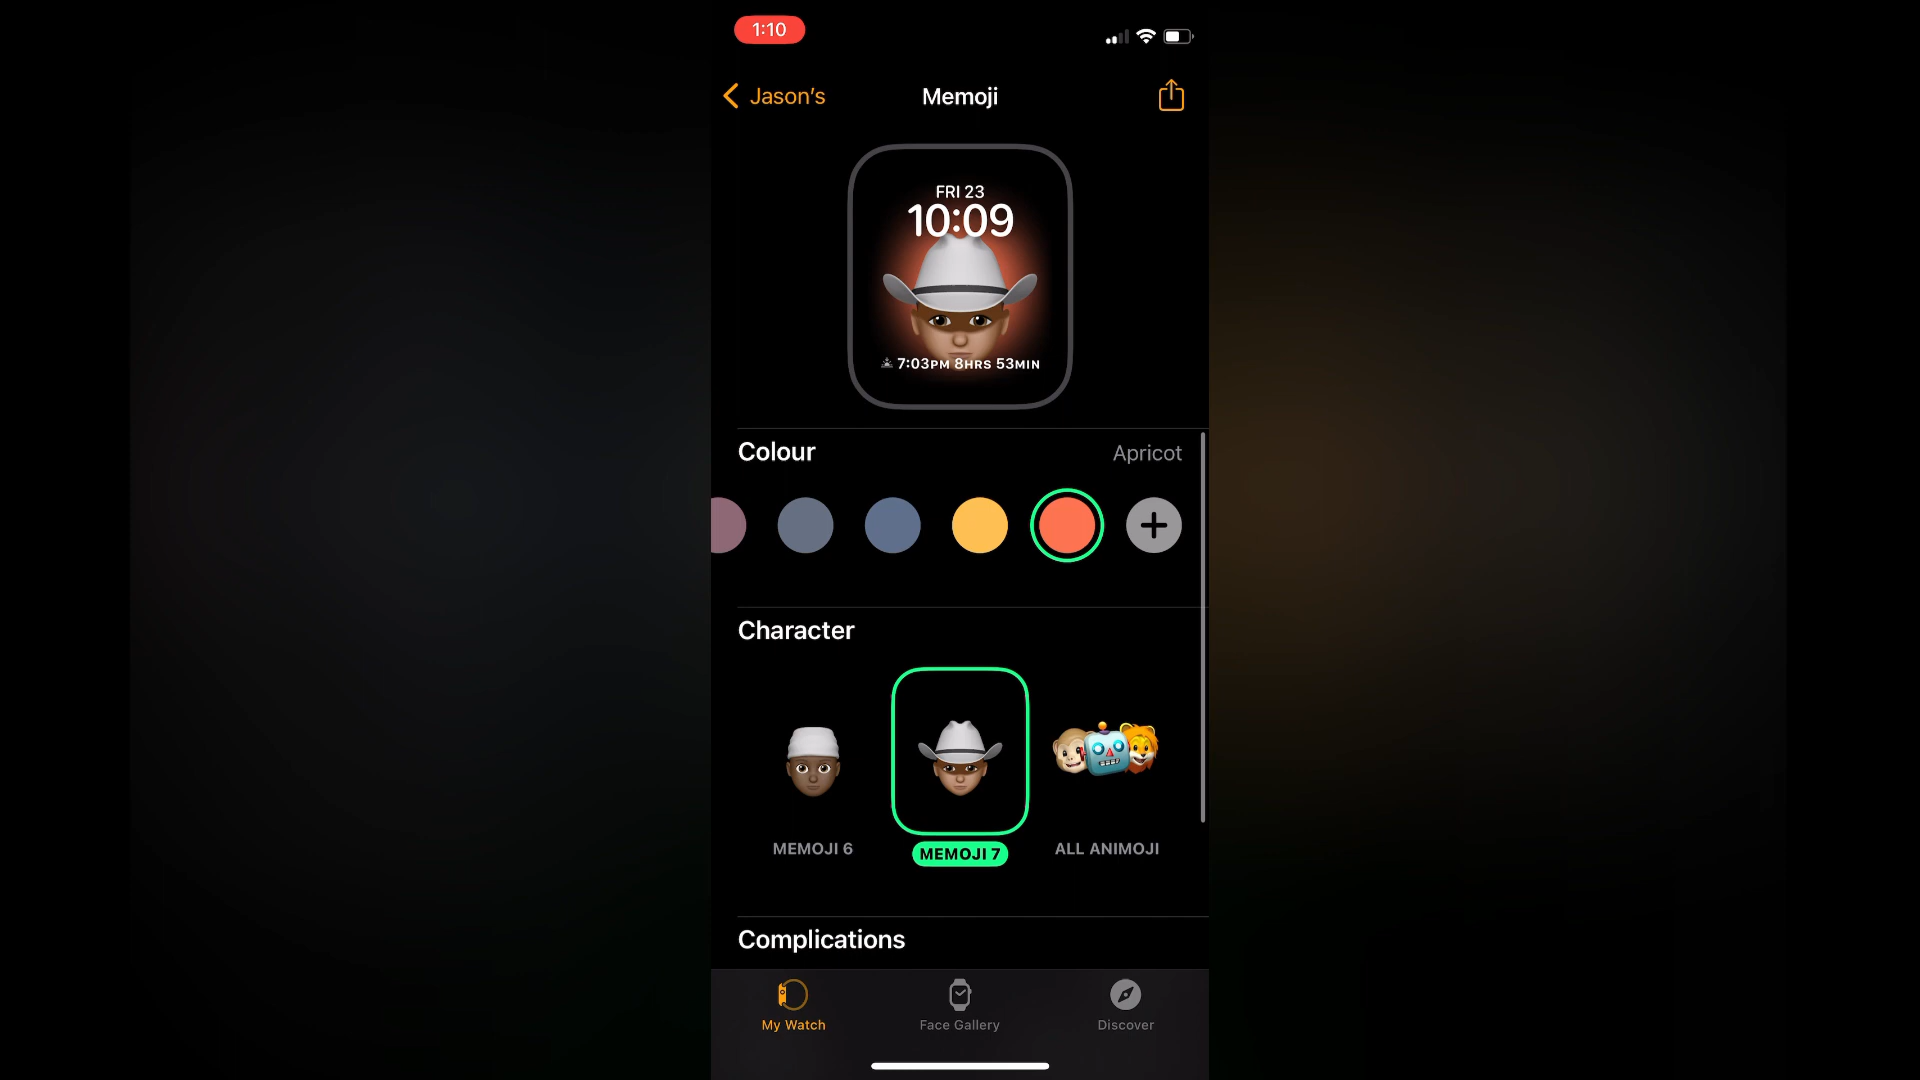 1:10
Jason's
Memoji
FRI 23
10:09
7:03PM 8HRS 53MIN
Colour
Apricot
Character
MEMOJI 6
MEMOJI 7
ALL ANIMOJI
Complications
My Watch
Face Gallery
Discover